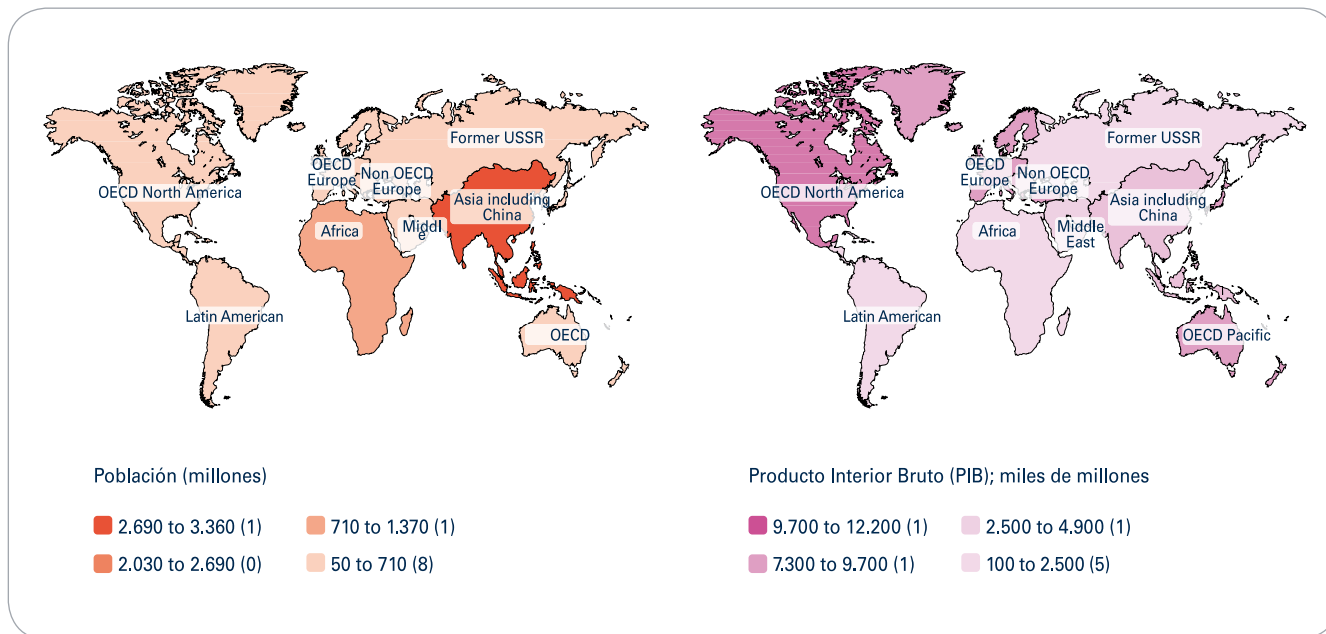 Former USSR
OECD
Europe
Non OECD
Europe
OECD North America
Asia including
China
Africa
Middl
e
Latin American
OECD
Former USSR
OECD
Europe
Non OECD
Europe
OECD North America
Asia including
China
Africa
Middle
East
Latin American
OECD Pacific
Población (millones)
2.690 to 3.360 (1)
710 to 1.370 (1)
2.030 to 2.690 (0)
50 to 710 (8)
Producto Interior Bruto (PIB); miles de millones
9.700 to 12.200 (1)
2.500 to 4.900 (1)
7.300 to 9.700 (1)
100 to 2.500 (5)